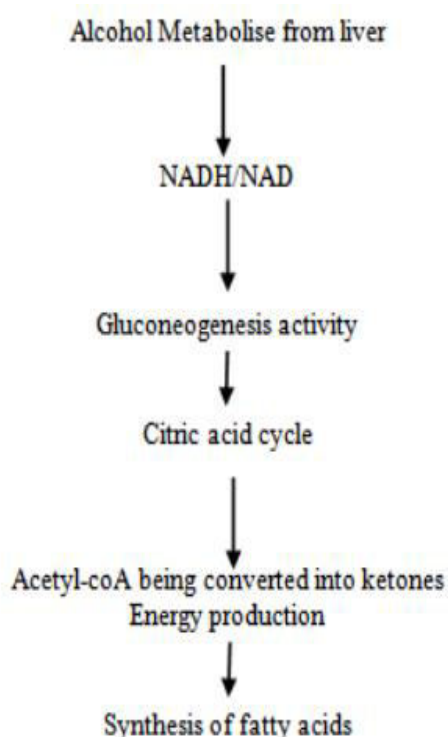 Alcohol Metabolise from liver
NADH/NAD
Gluconeogenesis activity
Citric acid cycle
Acetyl-coA being converted into ketones
Energy production
Synthesis of fatty acids